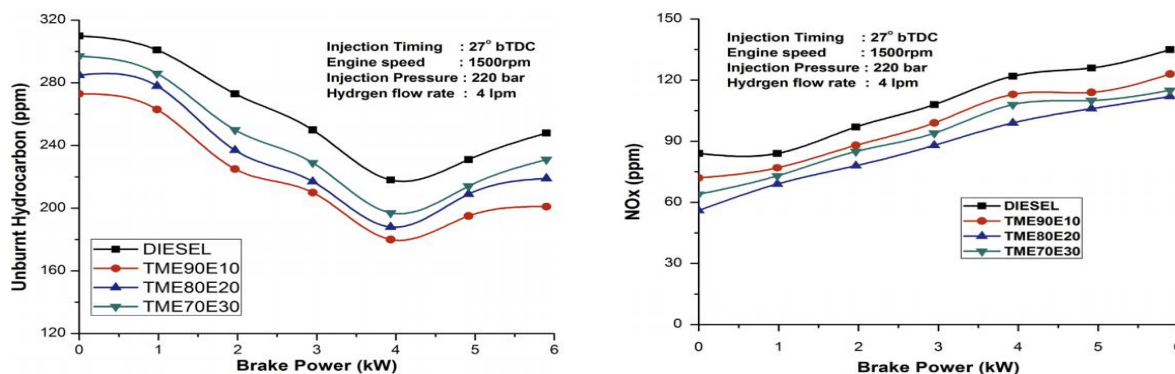 320
280
240
200
160
120
Unburnt Hydrocarbon (ppm)
Injection Timing : 27° bTDC
Engine speed : 1500rpm
Injection Pressure : 220 bar
Hydrgen flow rate : 4 lpm
DIESEL
TME90E10
TME80E20
TME70E30
0 1 2 3 4 5 6
Brake Power (kW)
150
120
90
60
30
0
NOx (ppm)
Injection Timing : 27° bTDC
Engine speed : 1500rpm
Injection Pressure : 220 bar
Hydrgen flow rate : 4 lpm
DIESEL
TME90E10
TME80E20
TME70E30
0 1 2 3 4 5 6
Brake Power (kW)